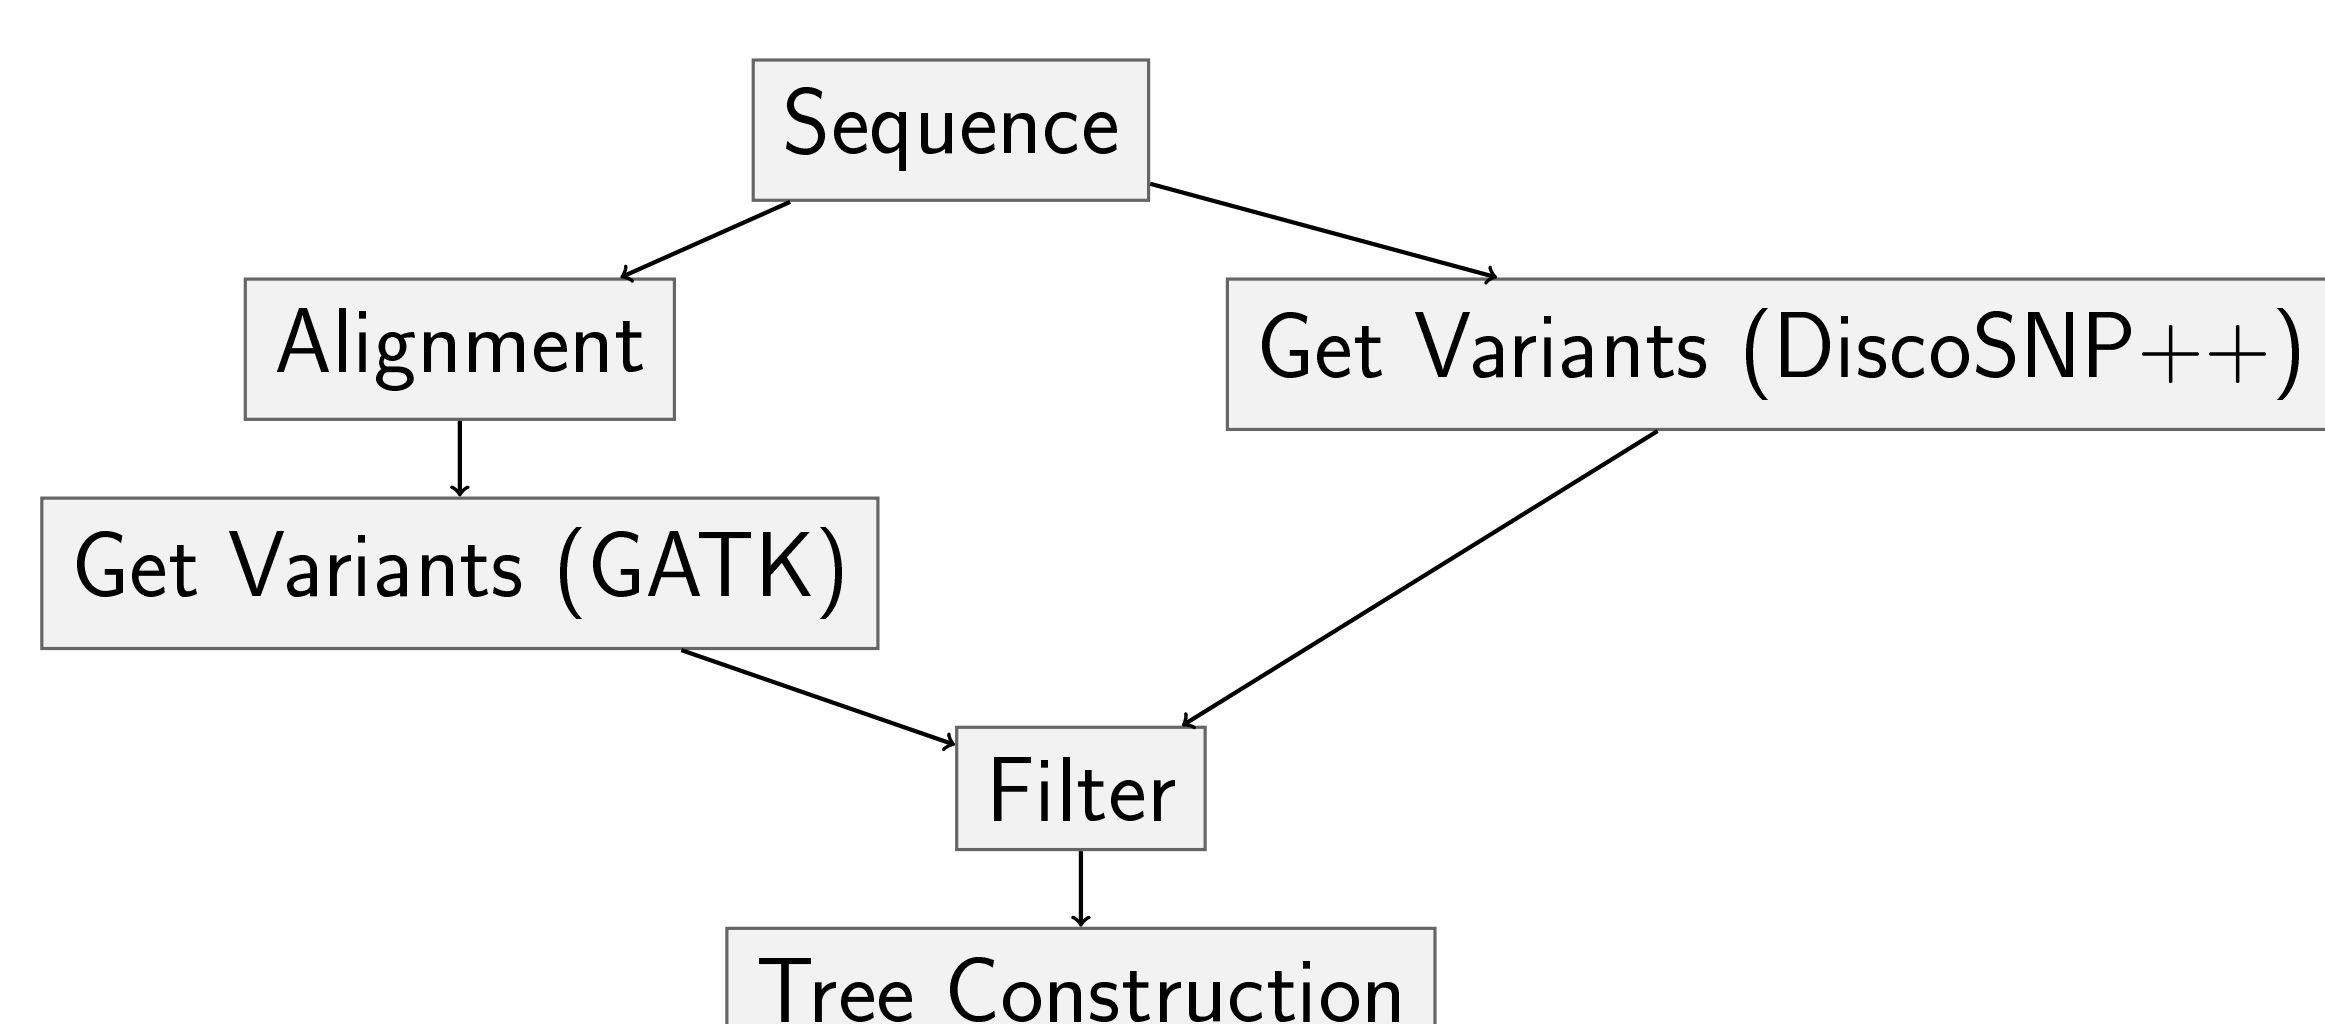 Sequence
Alignment
Get Variants (DiscoSNP++)
Get Variants (GATK)
Filter
Tree Construction